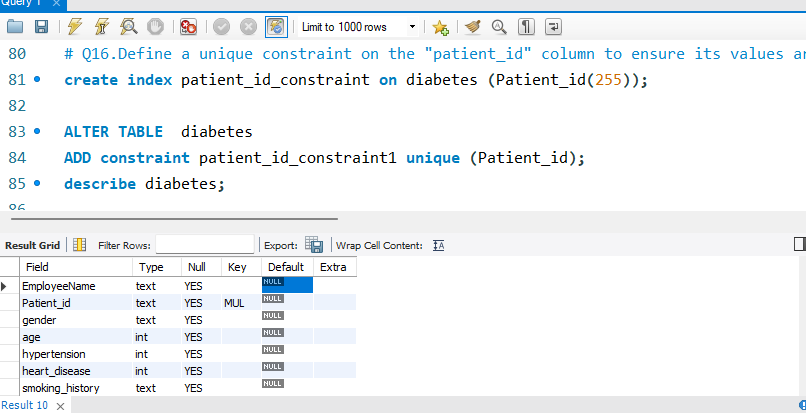 Query 1
Limit to 1000 rows
80 # Q16.Define a unique constraint on the "patient_id" column to ensure its values
81 create index patient_id_constraint on diabetes (Patient_id(255));
82
83 ALTER TABLE  diabetes
84 ADD constraint patient_id_constraint1 unique (Patient_id);
85 describe diabetes;
Result Grid Filter Rows: Export: Wrap Cell Content:
Field Type Null Key Default Extra
EmployeeName text YES NULL
Patient_id text YES MUL NULL
gender text YES NULL
age int YES NULL
hypertension int YES NULL
heart_disease int YES NULL
smoking_history text YES NULL
Result 10